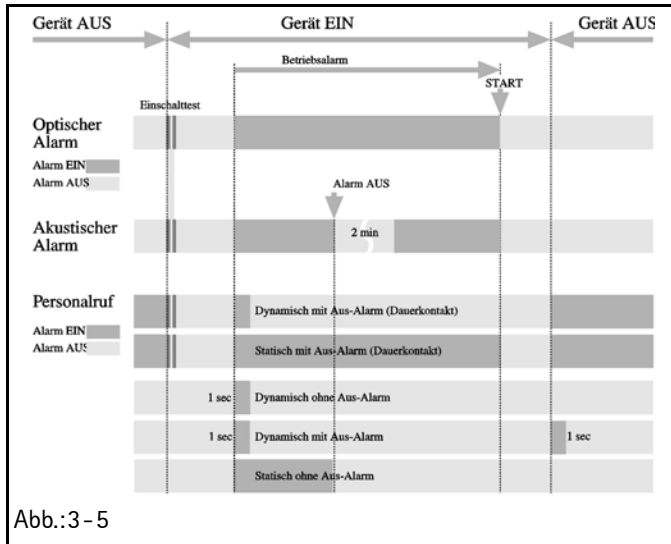 Gerät AUS Gerät EIN Gerät AUS
Betriebsalarm
START
Einschalttest
Optischer
Alarm
Alarm EIN
Alarm AUS
Alarm AUS
Akustischer
Alarm
2 min
Personalruf
Dynamisch mit Aus-Alarm (Dauerkontakt)
Alarm EIN
Alarm AUS
Statisch mit Aus-Alarm (Dauerkontakt)
1 sec Dynamisch ohne Aus-Alarm
1 sec Dynamisch mit Aus-Alarm 1 sec
Statisch ohne Aus-Alarm
Abb.:3-5